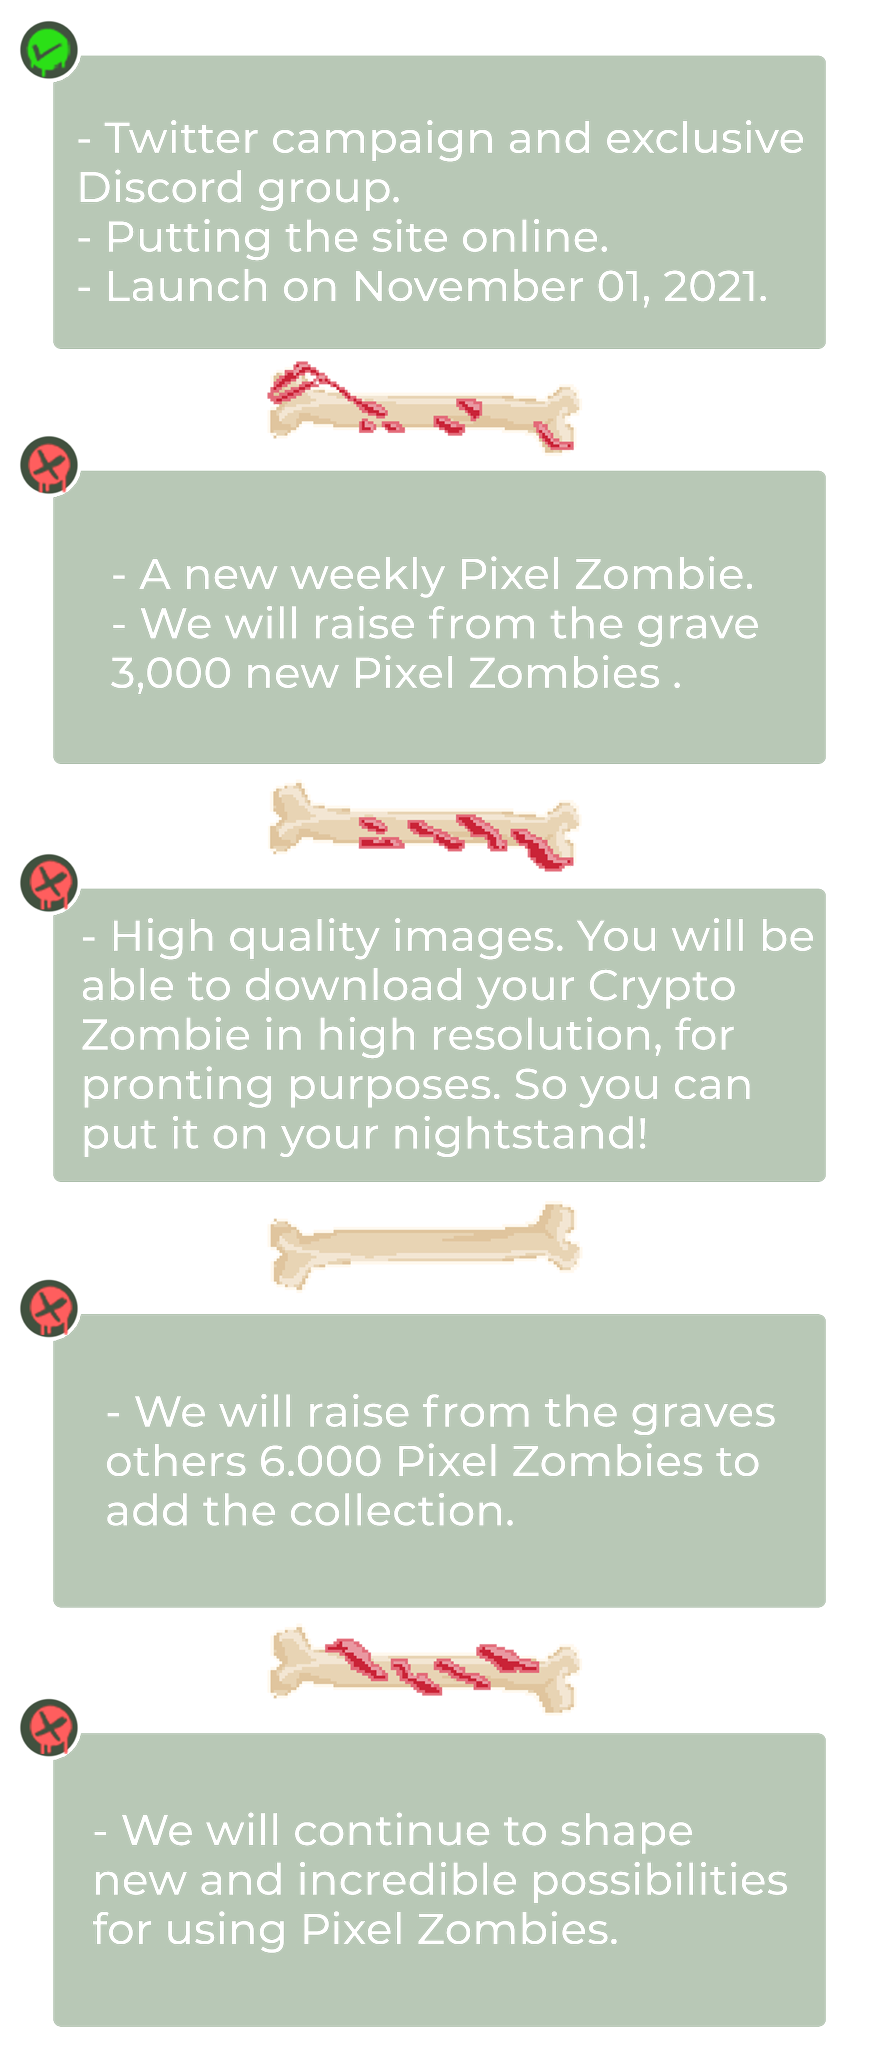 - Twitter campaign and exclusive
Discord group.
- Putting the site online.
- Launch on November 01, 2021.
- A new weekly Pixel Zombie.
- We will raise from the grave
3,000 new Pixel Zombies .
- High quality images. You will be
able to download your Crypto
Zombie in high resolution, for
pronting purposes. So you can
put it on your nightstand!
- We will raise from the graves
others 6.000 Pixel Zombies to
add the collection.
- We will continue to shape
new and incredible possibilities
for using Pixel Zombies.